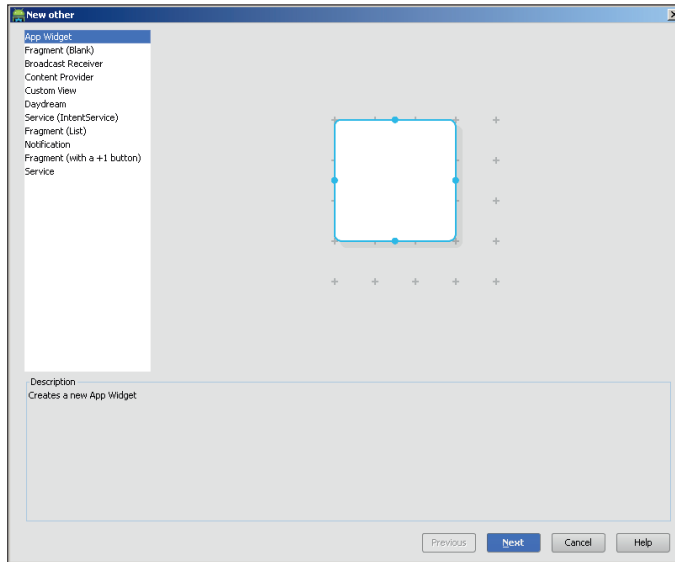 New other
App Widget
Fragment (Blank)
Broadcast Receiver
Content Provider
Custom View
Daydream
Service (IntentService)
Fragment (List)
Notification
Fragment (with a +1 button)
Service
Description
Creates a new App Widget
Previous Next Cancel Help